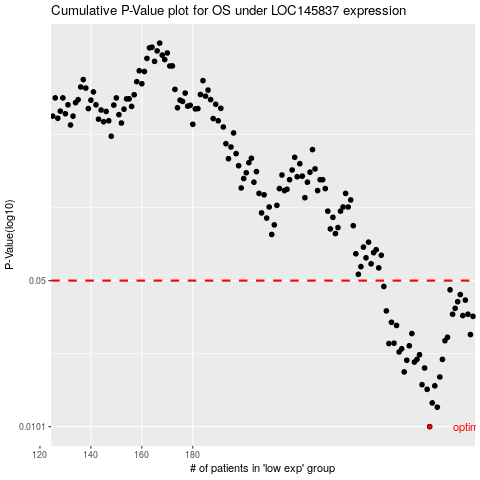 Cumulative P-Value plot for OS under LOC145837 expression
P-Value(log10)
0.05
0.0101
optim
120 140 160 180
# of patients in 'low exp' group